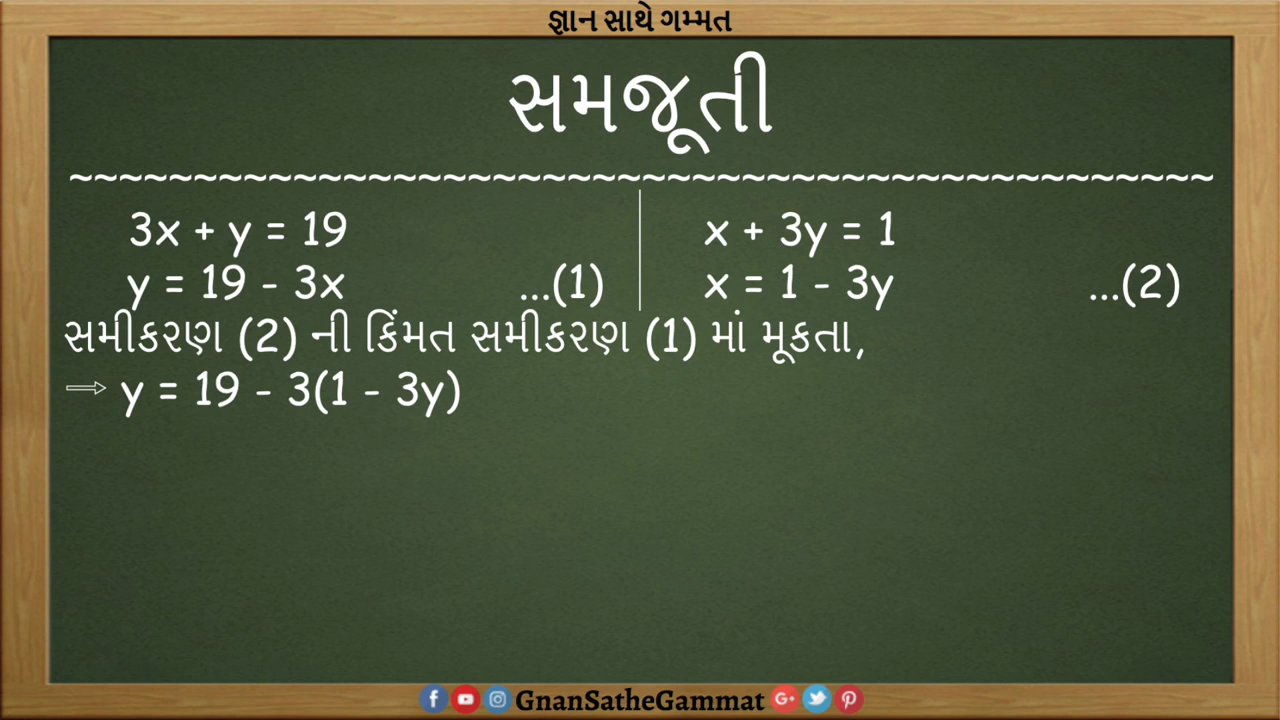 જ્ઞાન સાથે ગમ્મત
સમજૂતી
~~~~~~~~~~~~~~~~~~~~~~~~~~~~~~~~~~~~~~~~~~~~~~
3x + y = 19
y = 19 - 3x ...(1)
x + 3y = 1
x = 1 - 3y ...(2)
સમીકરણ (2) ની કિંમત સમીકરણ (1) માં મૂકતા,
⇒ y = 19 - 3(1 - 3y)
GnanSatheGammat